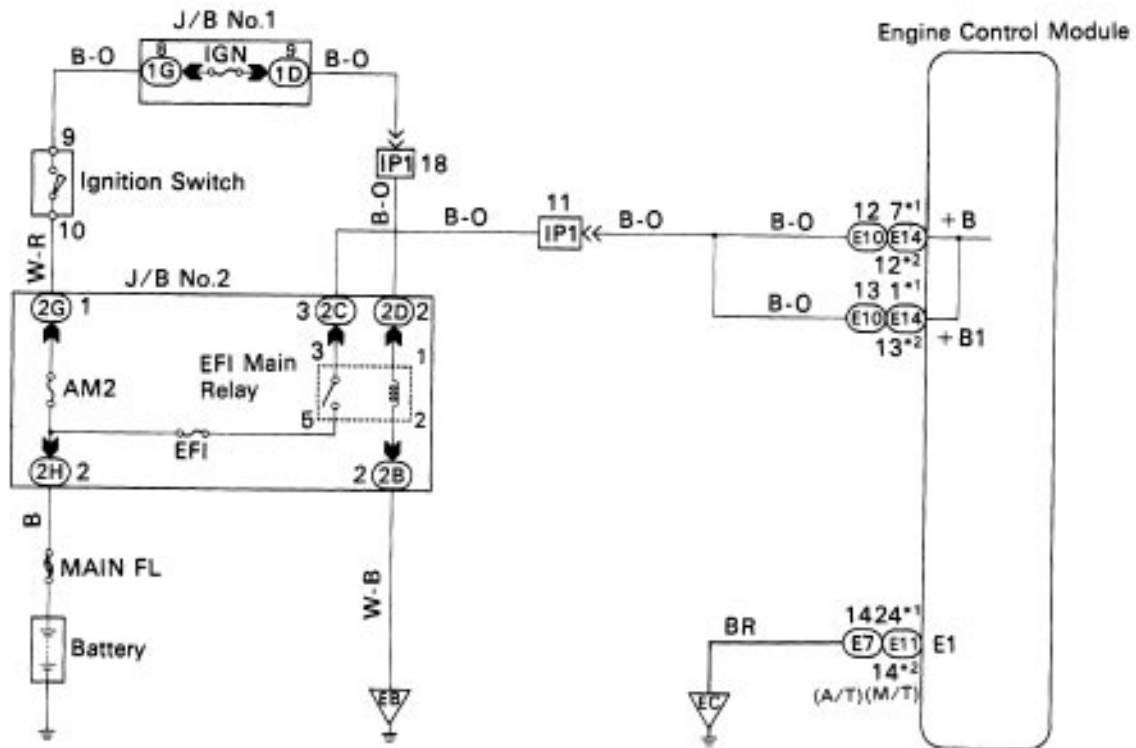 J/B No.1
Engine Control Module
8 IGN 9
B-O 1G 1D B-O
9
IP1 18
Ignition Switch
B-O
11
10
B-O IP1 B-O B-O 12 7*1 +B
E10 E14
12*2
W-R
J/B No.2
B-O 13 1*1
E10 E14
+B1
13*2
2G 1 3 2C 2D 2
3 1
EFI Main
Relay
AM2
5 2
EFI
2H 2 2 2B
B
MAIN FL
W-B
Battery
EB
BR 14 24*1
E7 E11 E1
14*2
(A/T)(M/T)
EC